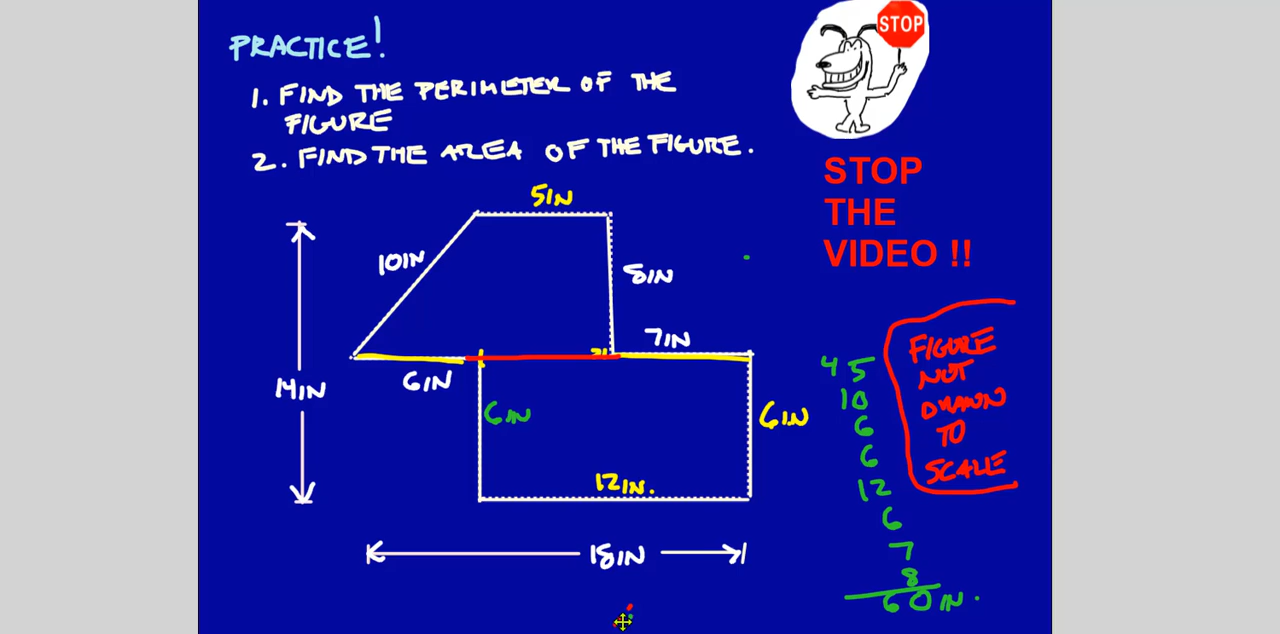 PRACTICE!
STOP
1. FIND THE PERIMETER OF THE
FIGURE
2. FIND THE AREA OF THE FIGURE.
STOP
THE
VIDEO !!
5IN
10IN
8IN
7IN
6IN
14IN
6IN
6IN
12IN.
18IN
4 5
10
6
6
12
6
7
8
60IN.
FIGURE
NOT
DRAWN
TO
SCALE